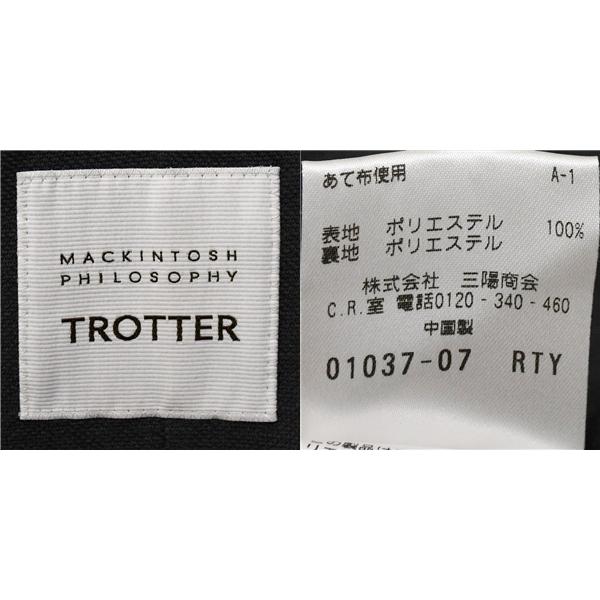 MACKINTOSH
PHILOSOPHY
TROTTER
あて布使用 A-1
表地 ポリエステル 100%
裏地 ポリエステル
株式会社 三陽商会
C.R.室 電話0120-340-460
中国製
01037-07 RTY